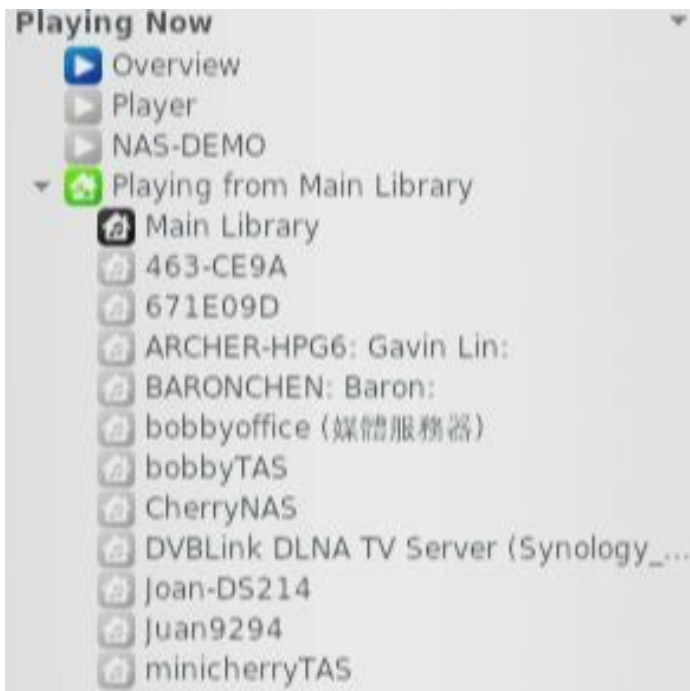 Playing Now
Overview
Player
NAS-DEMO
Playing from Main Library
Main Library
463-CE9A
671E09D
ARCHER-HPG6: Gavin Lin:
BARONCHEN: Baron:
bobbyoffice (媒體服務器)
bobbyTAS
CherryNAS
DVBLink DLNA TV Server (Synology_...
Joan-DS214
Juan9294
minicherryTAS